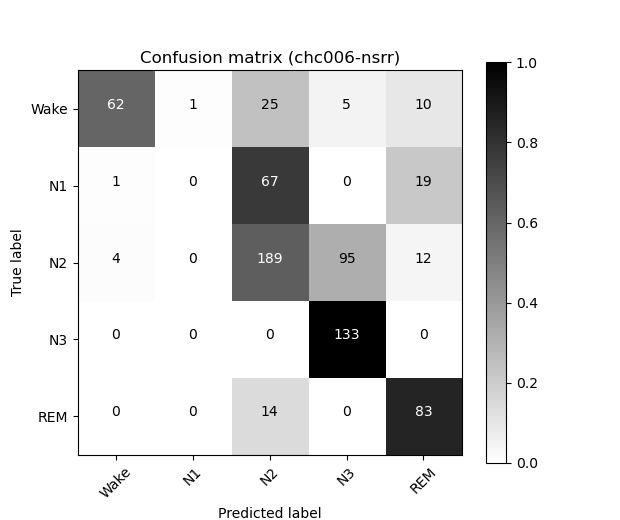 Confusion matrix (chc006-nsrr)
True label
Wake 62 1 25 5 10
N1 1 0 67 0 19
N2 4 0 189 95 12
N3 0 0 0 133 0
REM 0 0 14 0 83
Wake N1 N2 N3 REM
Predicted label
1.0
0.8
0.6
0.4
0.2
0.0